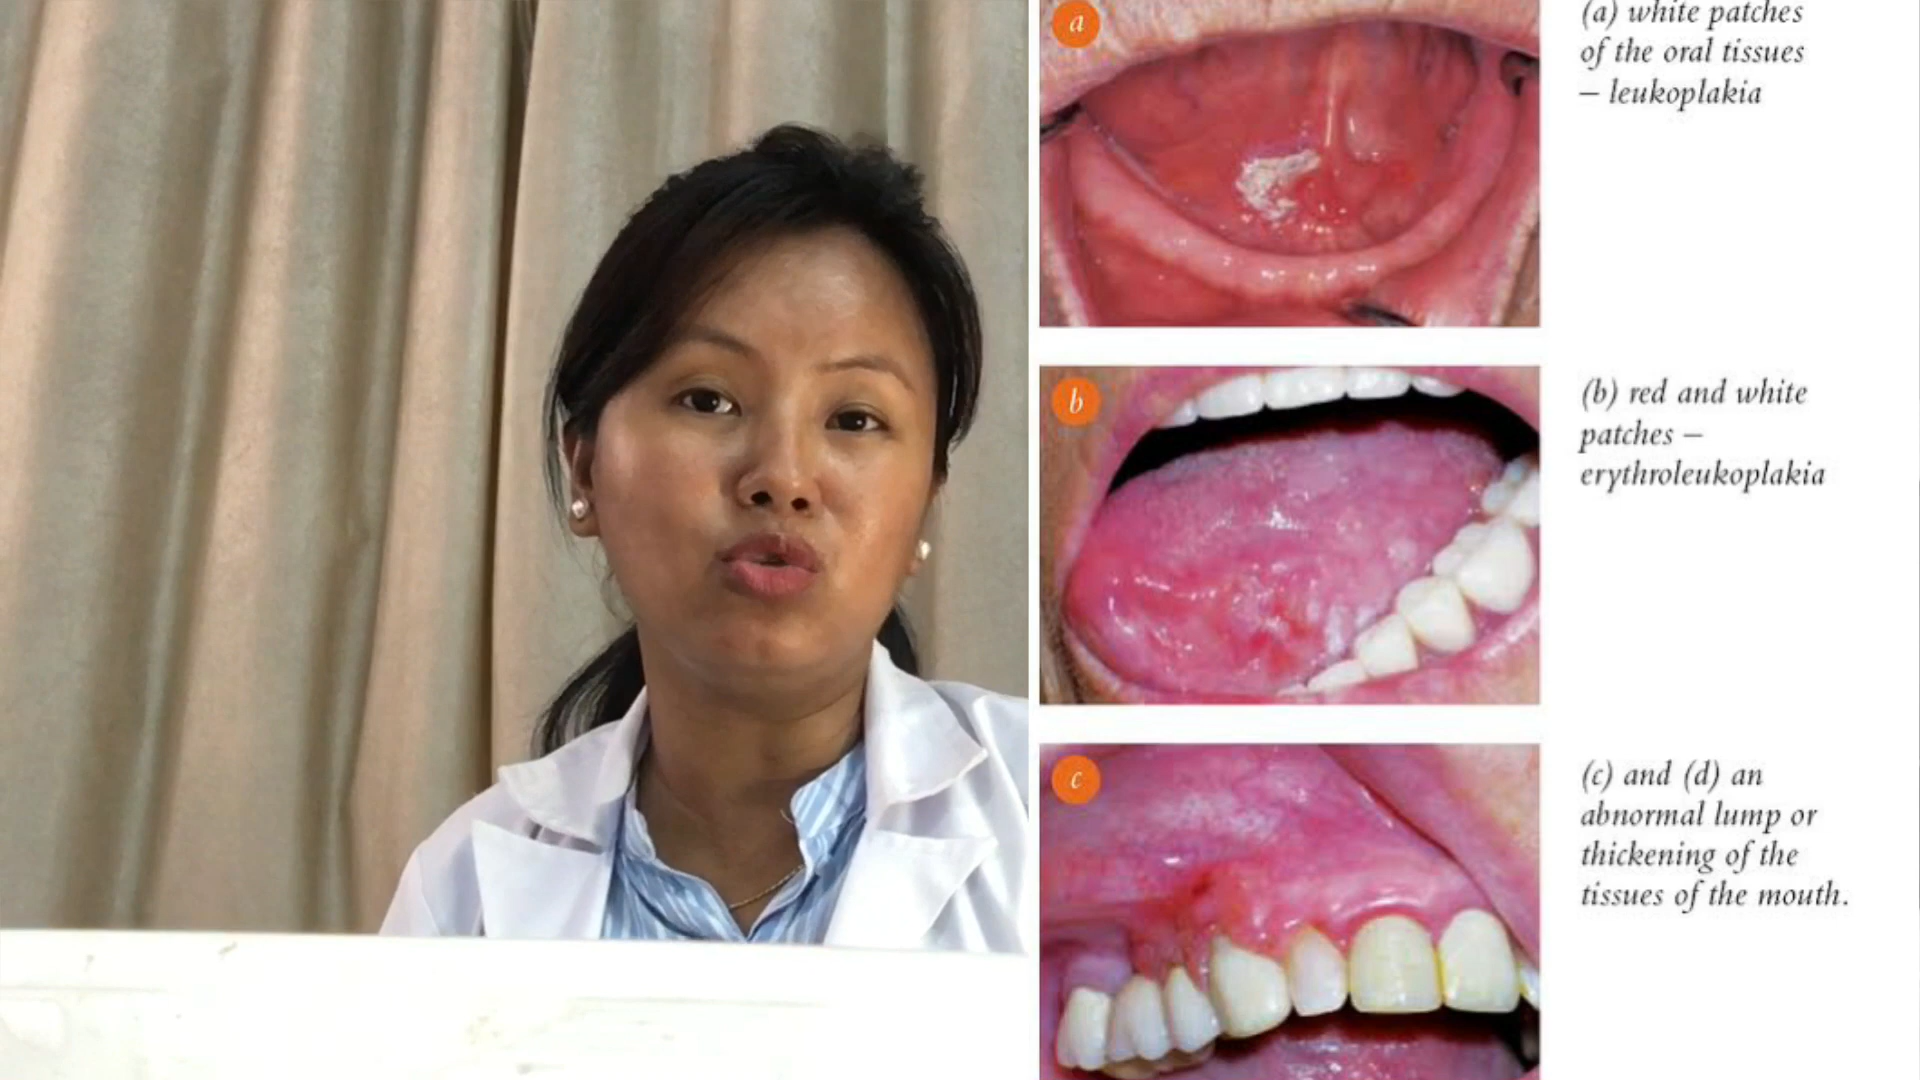 a
(a) white patches
of the oral tissues
– leukoplakia
b
(b) red and white
patches –
erythroleukoplakia
c
(c) and (d) an
abnormal lump or
thickening of the
tissues of the mouth.